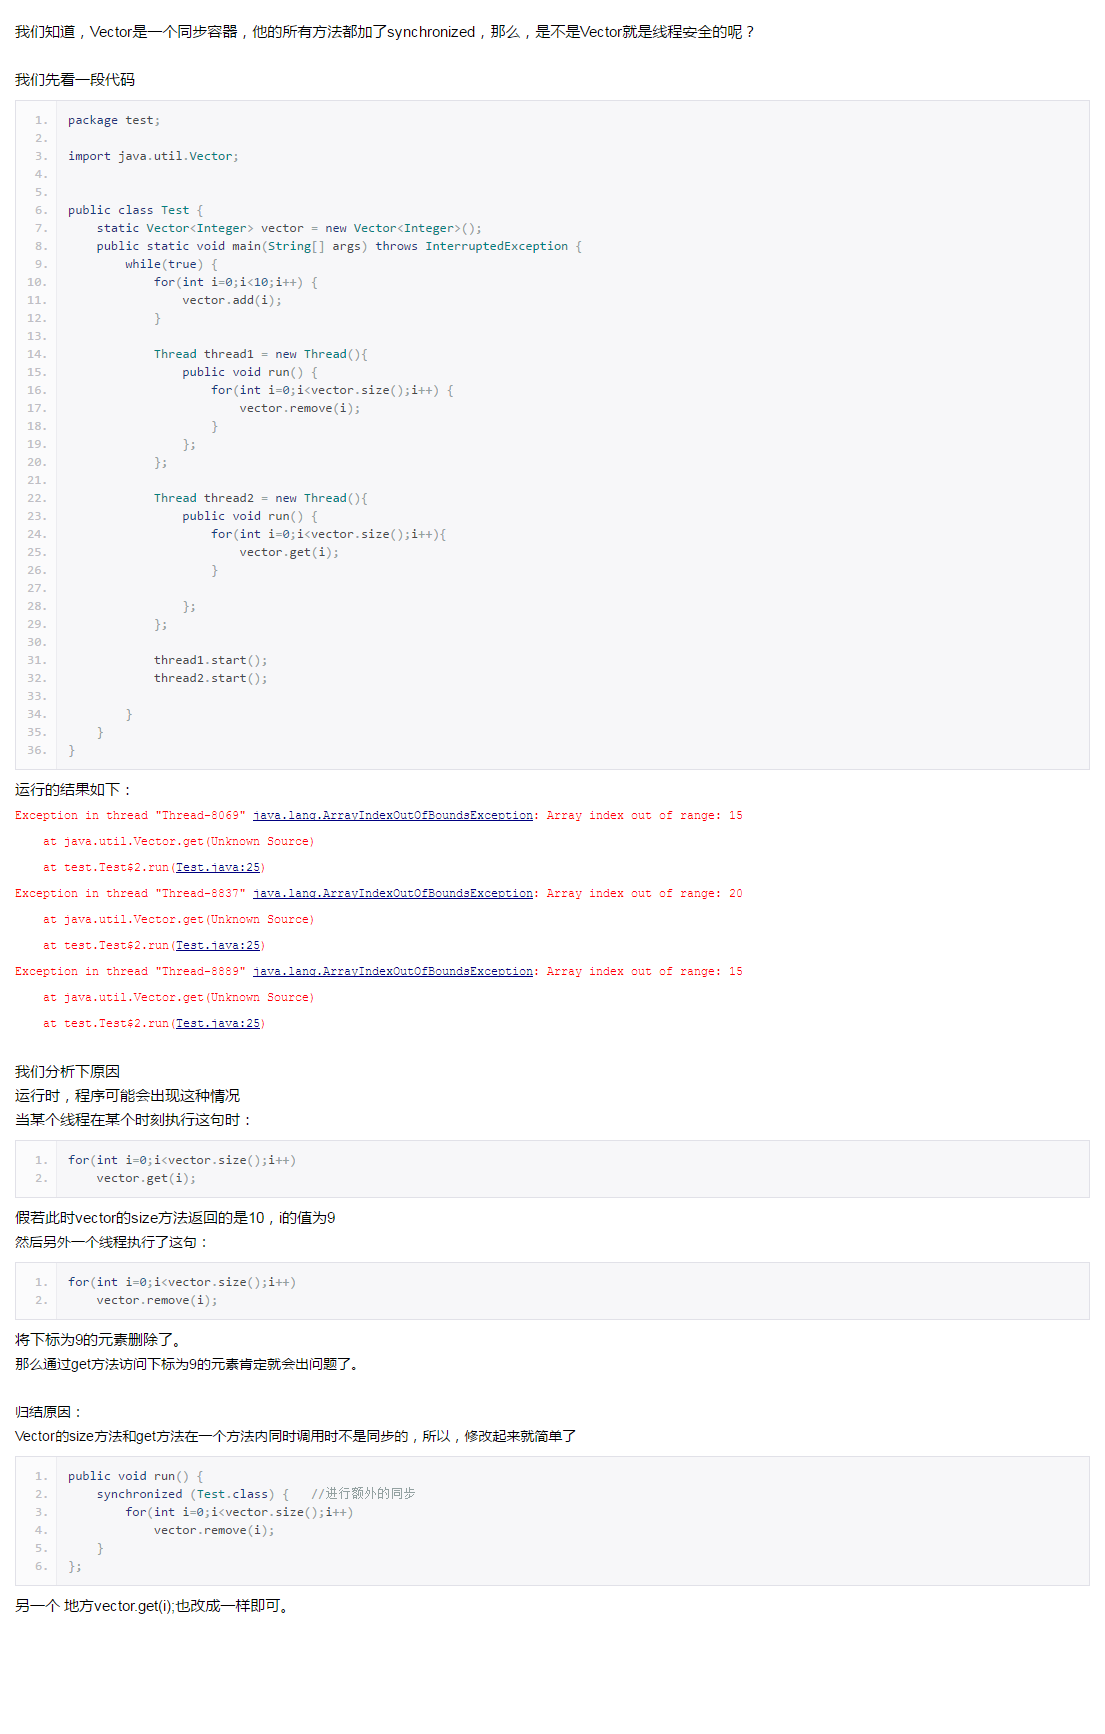 我们知道，Vector是一个同步容器，他的所有方法都加了synchronized，那么，是不是Vector就是线程安全的呢？
我们先看一段代码
1. package test;
2.
3. import java.util.Vector;
4.
5.
6. public class Test {
7.     static Vector<Integer> vector = new Vector<Integer>();
8.     public static void main(String[] args) throws InterruptedException {
9.         while(true) {
10.             for(int i=0;i<10;i++) {
11.                 vector.add(i);
12.             }
13.
14.             Thread thread1 = new Thread(){
15.                 public void run() {
16.                     for(int i=0;i<vector.size();i++) {
17.                         vector.remove(i);
18.                     }
19.                 };
20.             };
21.
22.             Thread thread2 = new Thread(){
23.                 public void run() {
24.                     for(int i=0;i<vector.size();i++){
25.                         vector.get(i);
26.                     }
27.
28.                 };
29.             };
30.
31.             thread1.start();
32.             thread2.start();
33.
34.         }
35.     }
36. }
运行的结果如下：
Exception in thread "Thread-8069" java.lang.ArrayIndexOutOfBoundsException: Array index out of range: 15
    at java.util.Vector.get(Unknown Source)
    at test.Test$2.run(Test.java:25)
Exception in thread "Thread-8837" java.lang.ArrayIndexOutOfBoundsException: Array index out of range: 20
    at java.util.Vector.get(Unknown Source)
    at test.Test$2.run(Test.java:25)
Exception in thread "Thread-8889" java.lang.ArrayIndexOutOfBoundsException: Array index out of range: 15
    at java.util.Vector.get(Unknown Source)
    at test.Test$2.run(Test.java:25)
我们分析下原因
运行时，程序可能会出现这种情况
当某个线程在某个时刻执行这句时：
1. for(int i=0;i<vector.size();i++)
2.     vector.get(i);
假若此时vector的size方法返回的是10，i的值为9
然后另外一个线程执行了这句：
1. for(int i=0;i<vector.size();i++)
2.     vector.remove(i);
将下标为9的元素删除了。
那么通过get方法访问下标为9的元素肯定就会出问题了。
归结原因：
Vector的size方法和get方法在一个方法内同时调用时不是同步的，所以，修改起来就简单了
1. public void run() {
2.     synchronized (Test.class) {   //进行额外的同步
3.         for(int i=0;i<vector.size();i++)
4.             vector.remove(i);
5.     }
6. };
另一个 地方vector.get(i);也改成一样即可。